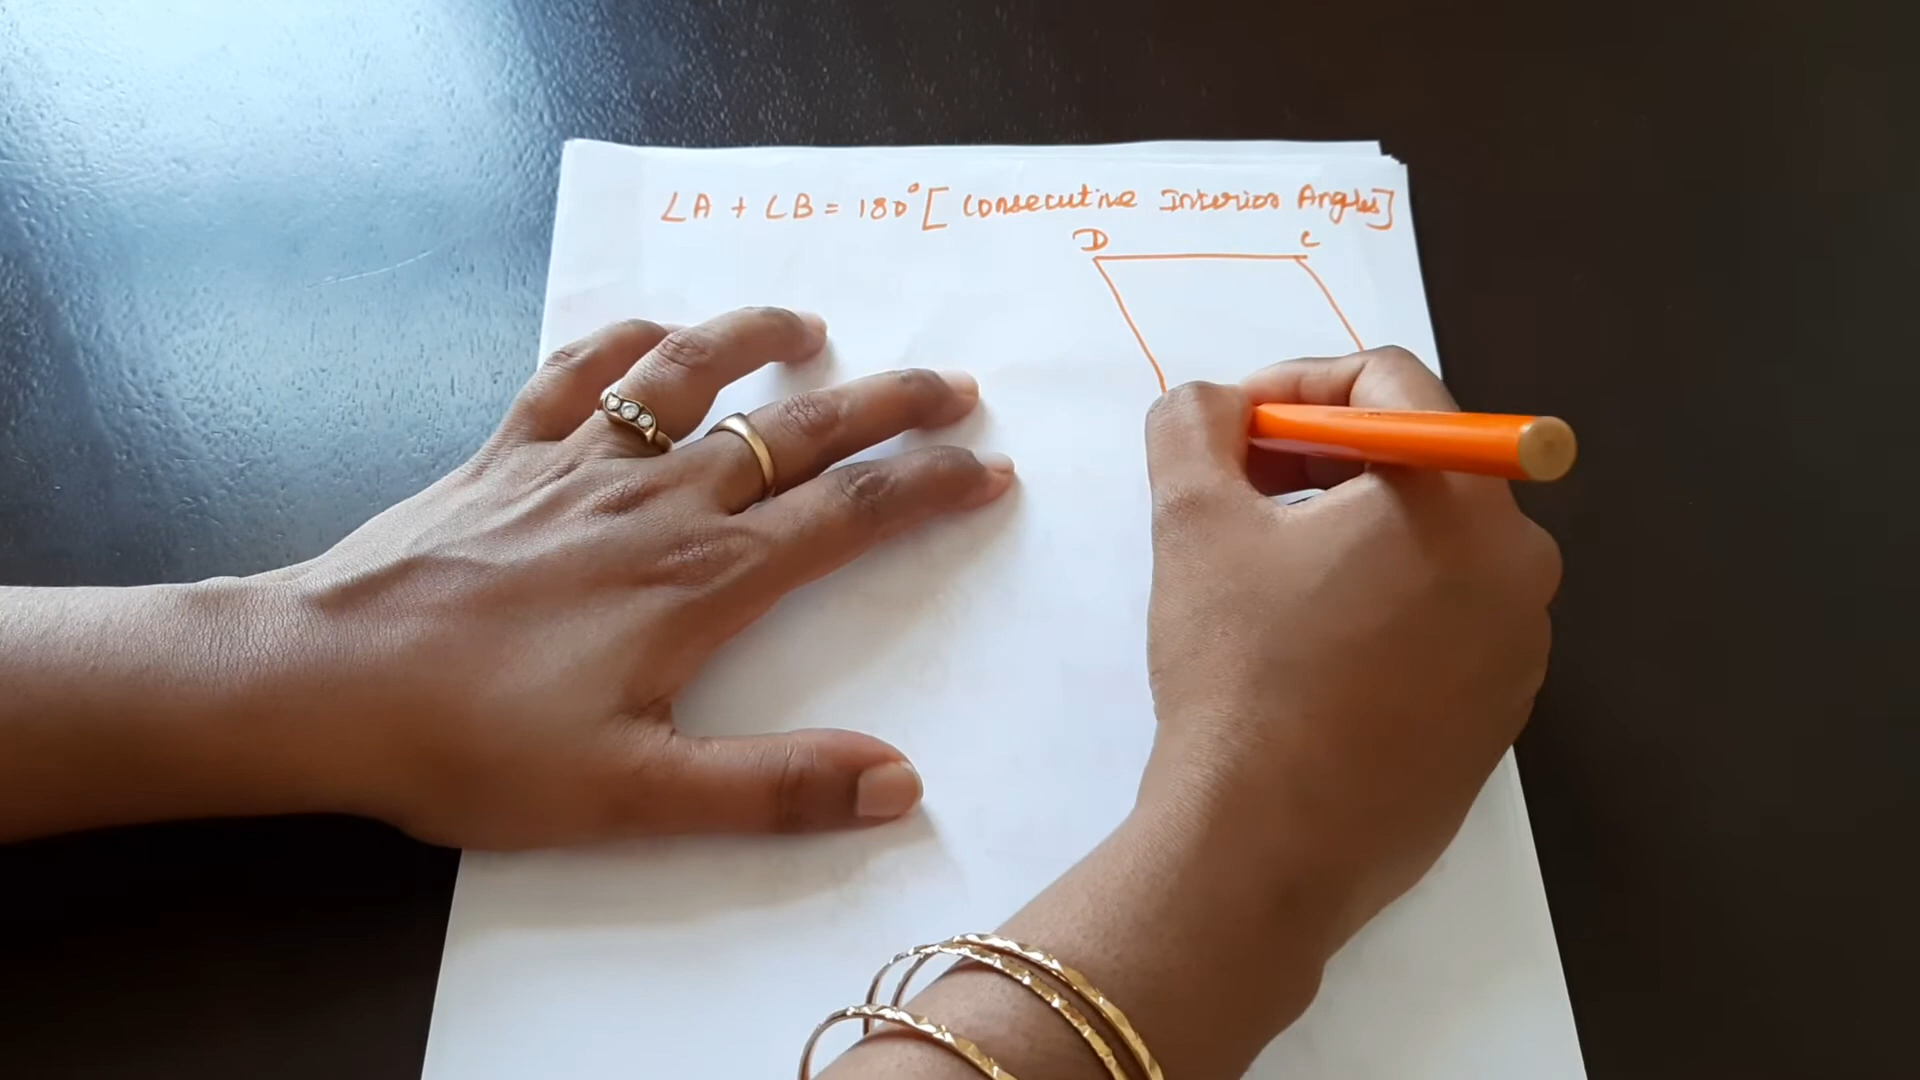 ∠A + ∠B = 180° [Consecutive Interior Angles]
D C